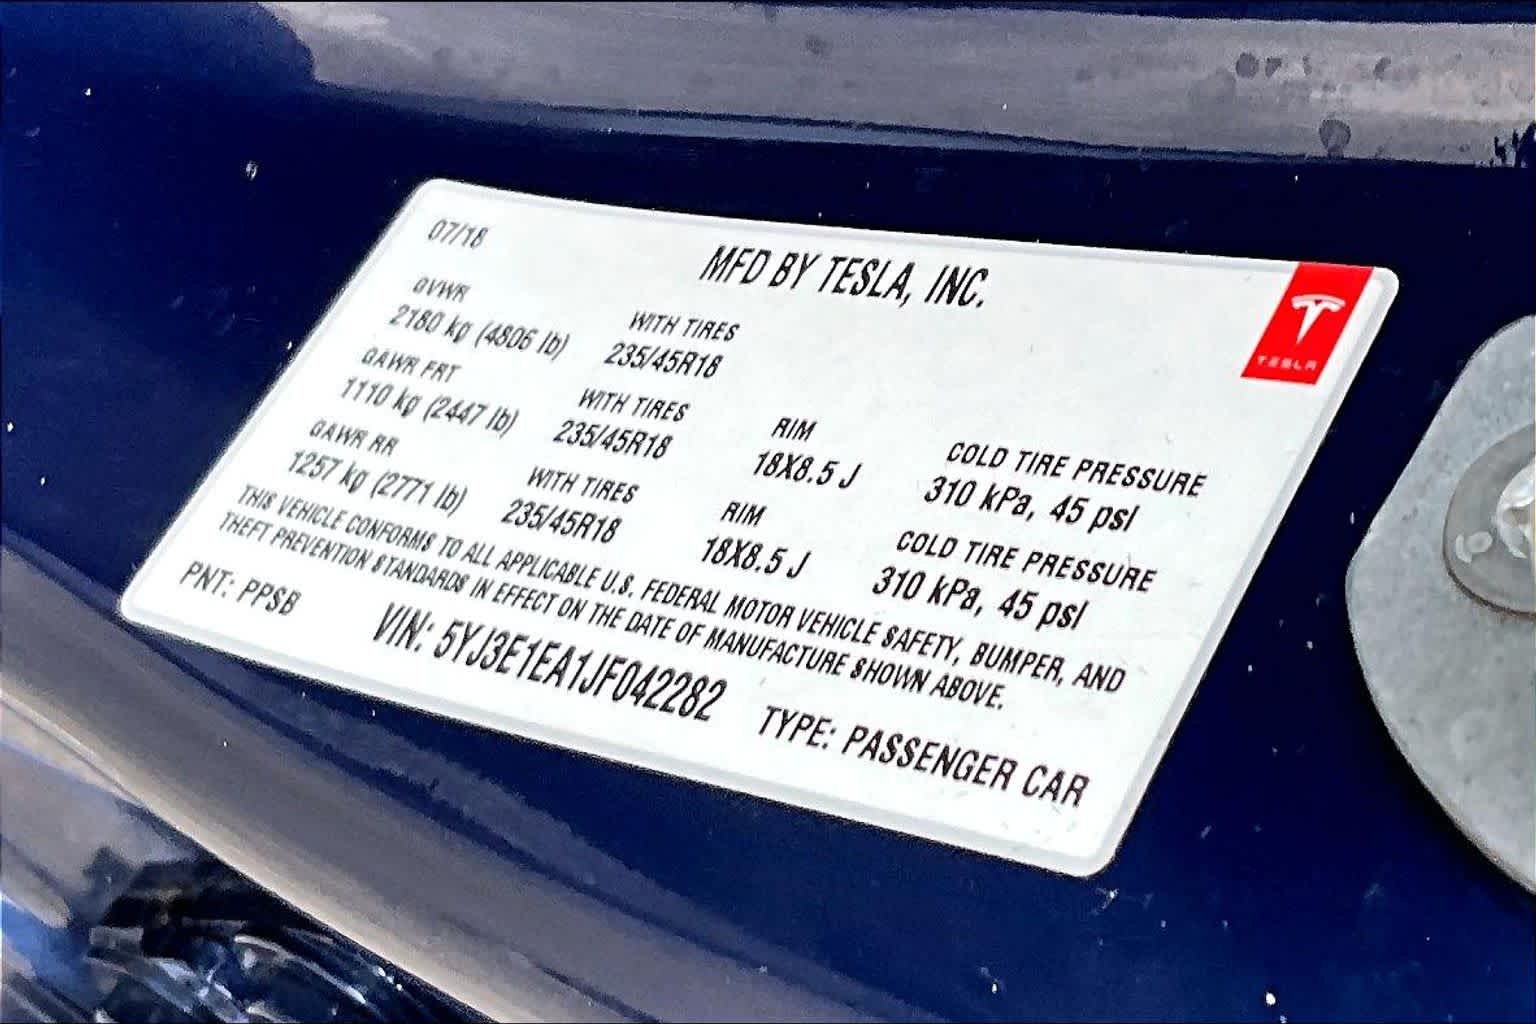 07/18
MFD BY TESLA, INC.
TESLA
GVWR
2180 kg (4806 lb)
WITH TIRES
235/45R18
GAWR FRT
1110 kg (2447 lb)
WITH TIRES
235/45R18
RIM
18X8.5 J
COLD TIRE PRESSURE
310 kPa, 45 psi
GAWR RR
1257 kg (2771 lb)
WITH TIRES
235/45R18
RIM
18X8.5 J
COLD TIRE PRESSURE
310 kPa, 45 psi
THIS VEHICLE CONFORMS TO ALL APPLICABLE U.S. FEDERAL MOTOR VEHICLE SAFETY, BUMPER, AND
THEFT PREVENTION STANDARDS IN EFFECT ON THE DATE OF MANUFACTURE SHOWN ABOVE.
PNT: PPSB
VIN: 5YJ3E1EA1JF042282
TYPE: PASSENGER CAR